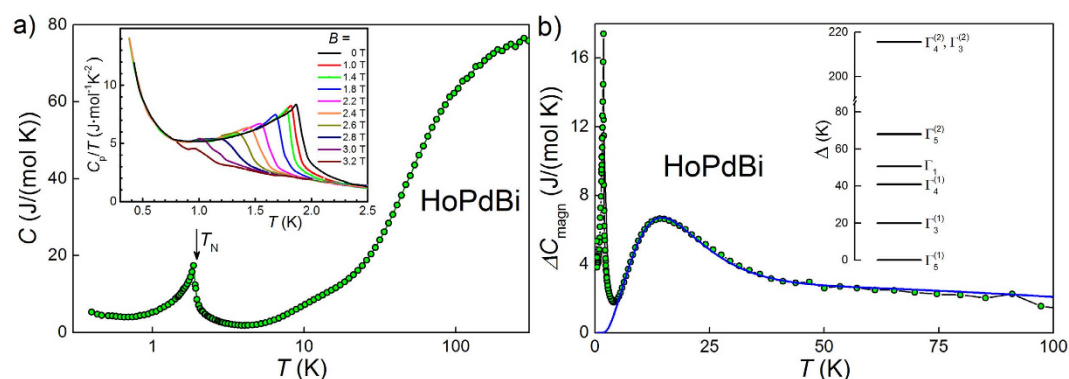 a)
C (J/(mol K))
80
60
40
20
0
1
10
100
T (K)
T_N
HoPdBi
C_p/T (J·mol⁻¹K⁻²)
10
5
0
0.5
1.0
1.5
2.0
2.5
T (K)
B =
0 T
1.0 T
1.4 T
1.8 T
2.2 T
2.4 T
2.6 T
2.8 T
3.0 T
3.2 T
b)
ΔC_magn (J/(mol K))
16
12
8
4
0
0
25
50
75
100
T (K)
HoPdBi
Δ (K)
220
200
80
60
40
20
0
Γ₄⁽²⁾, Γ₃⁽²⁾
Γ₅⁽²⁾
Γ₁
Γ₄⁽¹⁾
Γ₃⁽¹⁾
Γ₅⁽¹⁾